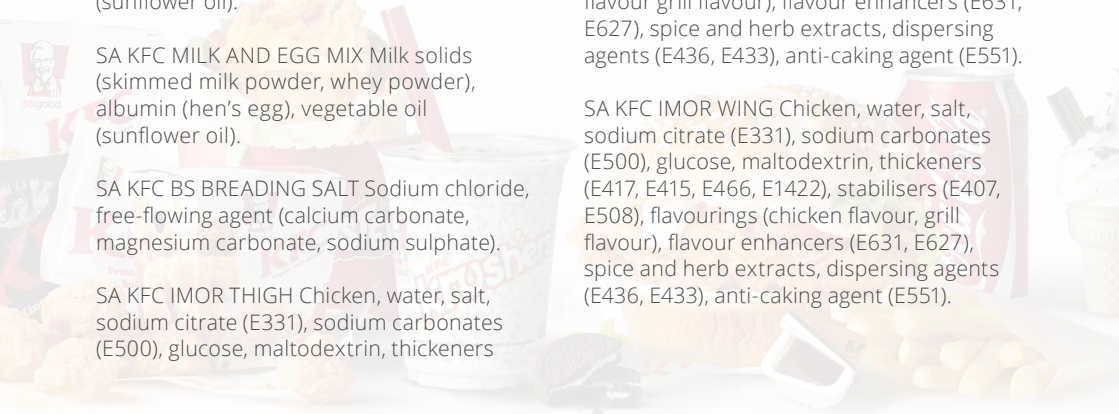 (sunflower oil).
SA KFC MILK AND EGG MIX Milk solids
(skimmed milk powder, whey powder),
albumin (hen’s egg), vegetable oil
(sunflower oil).
SA KFC BS BREADING SALT Sodium chloride,
free-flowing agent (calcium carbonate,
magnesium carbonate, sodium sulphate).
SA KFC IMOR THIGH Chicken, water, salt,
sodium citrate (E331), sodium carbonates
(E500), glucose, maltodextrin, thickeners
flavour grill flavour), flavour enhancers (E631,
E627), spice and herb extracts, dispersing
agents (E436, E433), anti-caking agent (E551).
SA KFC IMOR WING Chicken, water, salt,
sodium citrate (E331), sodium carbonates
(E500), glucose, maltodextrin, thickeners
(E417, E415, E466, E1422), stabilisers (E407,
E508), flavourings (chicken flavour, grill
flavour), flavour enhancers (E631, E627),
spice and herb extracts, dispersing agents
(E436, E433), anti-caking agent (E551).
KFC
sogood
KFC
KRUSHERS